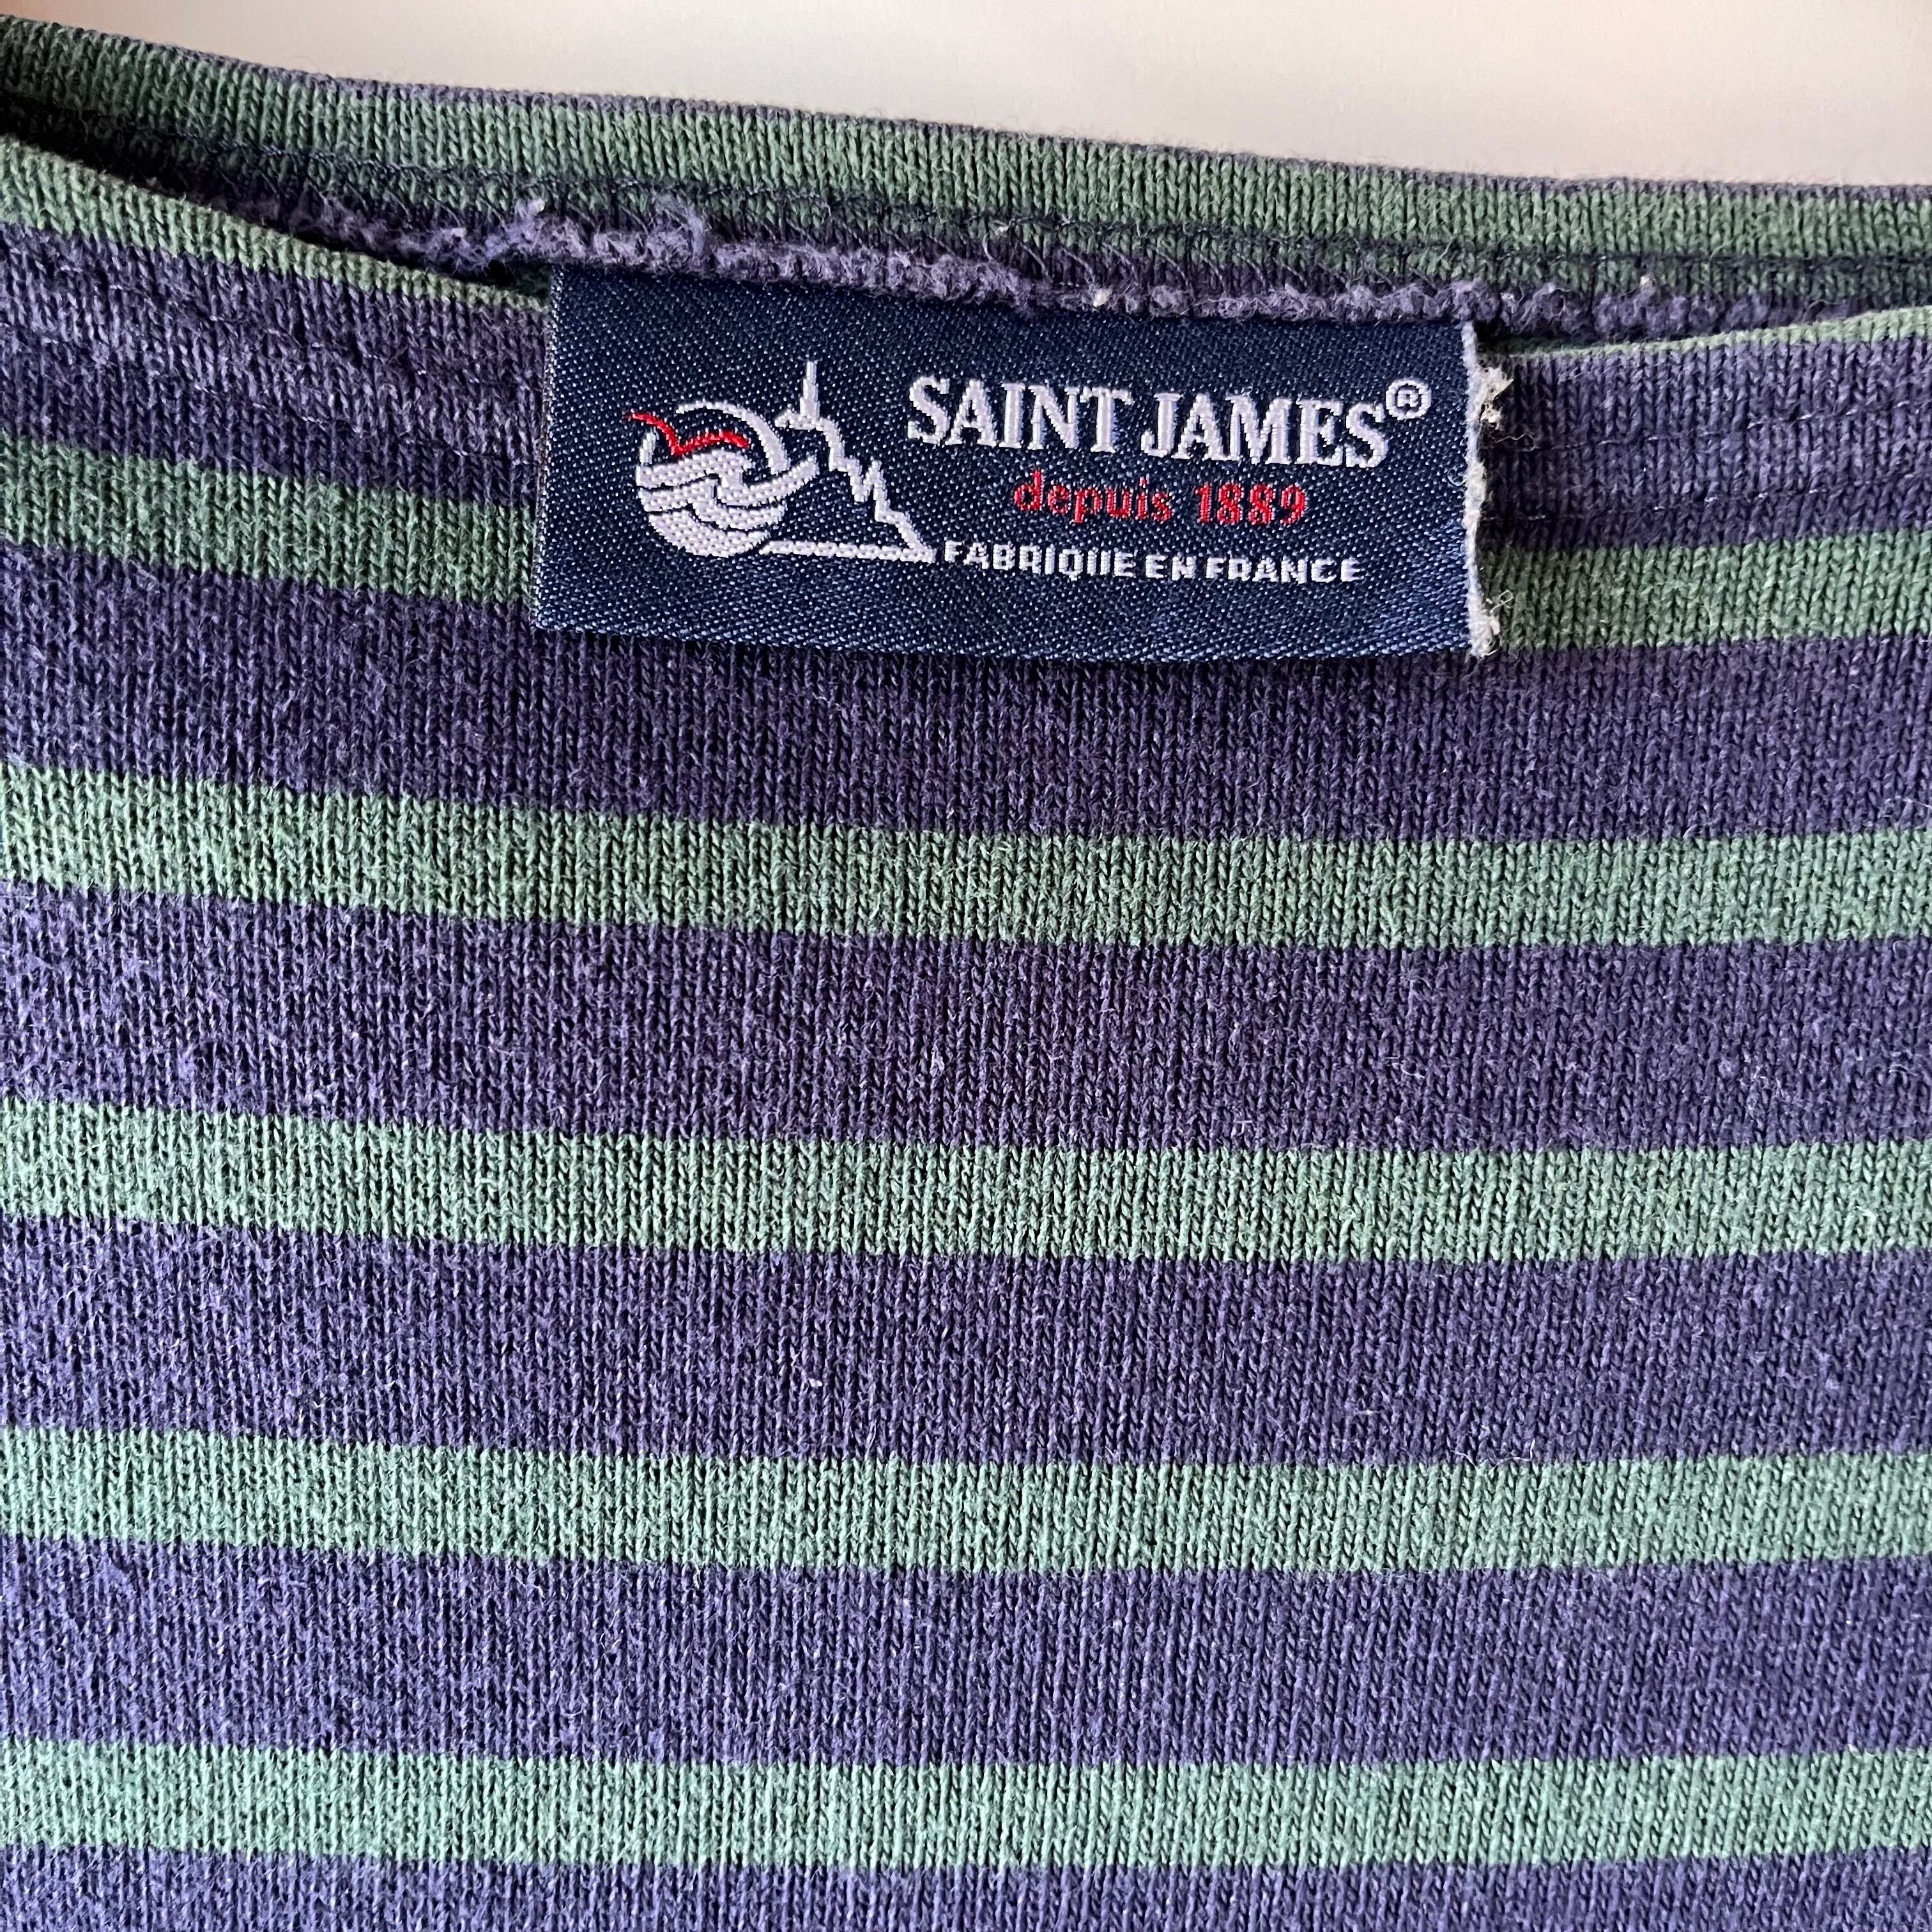 SAINT JAMES®
depuis 1889
FABRIQUE EN FRANCE